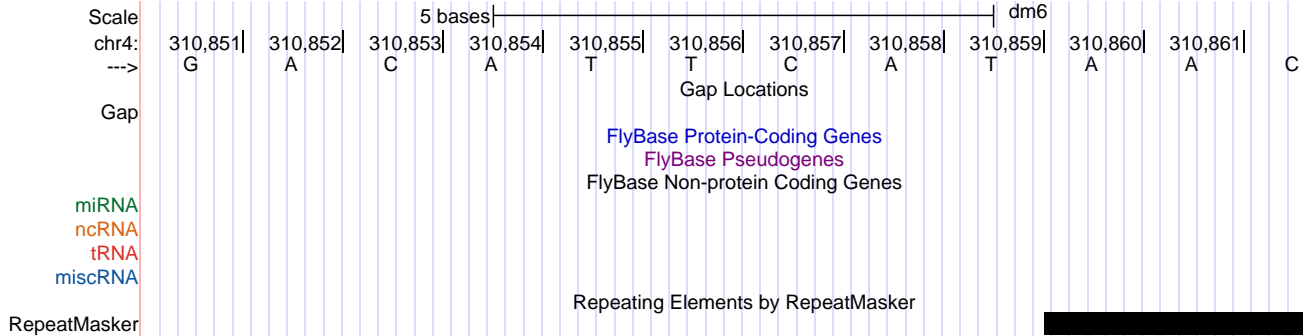 Scale 5 bases dm6
chr4: 310,851 310,852 310,853 310,854 310,855 310,856 310,857 310,858 310,859 310,860 310,861
---> G A C A T T C A T A A C
Gap Locations
Gap
FlyBase Protein-Coding Genes
FlyBase Pseudogenes
FlyBase Non-protein Coding Genes
miRNA
ncRNA
tRNA
miscRNA
Repeating Elements by RepeatMasker
RepeatMasker